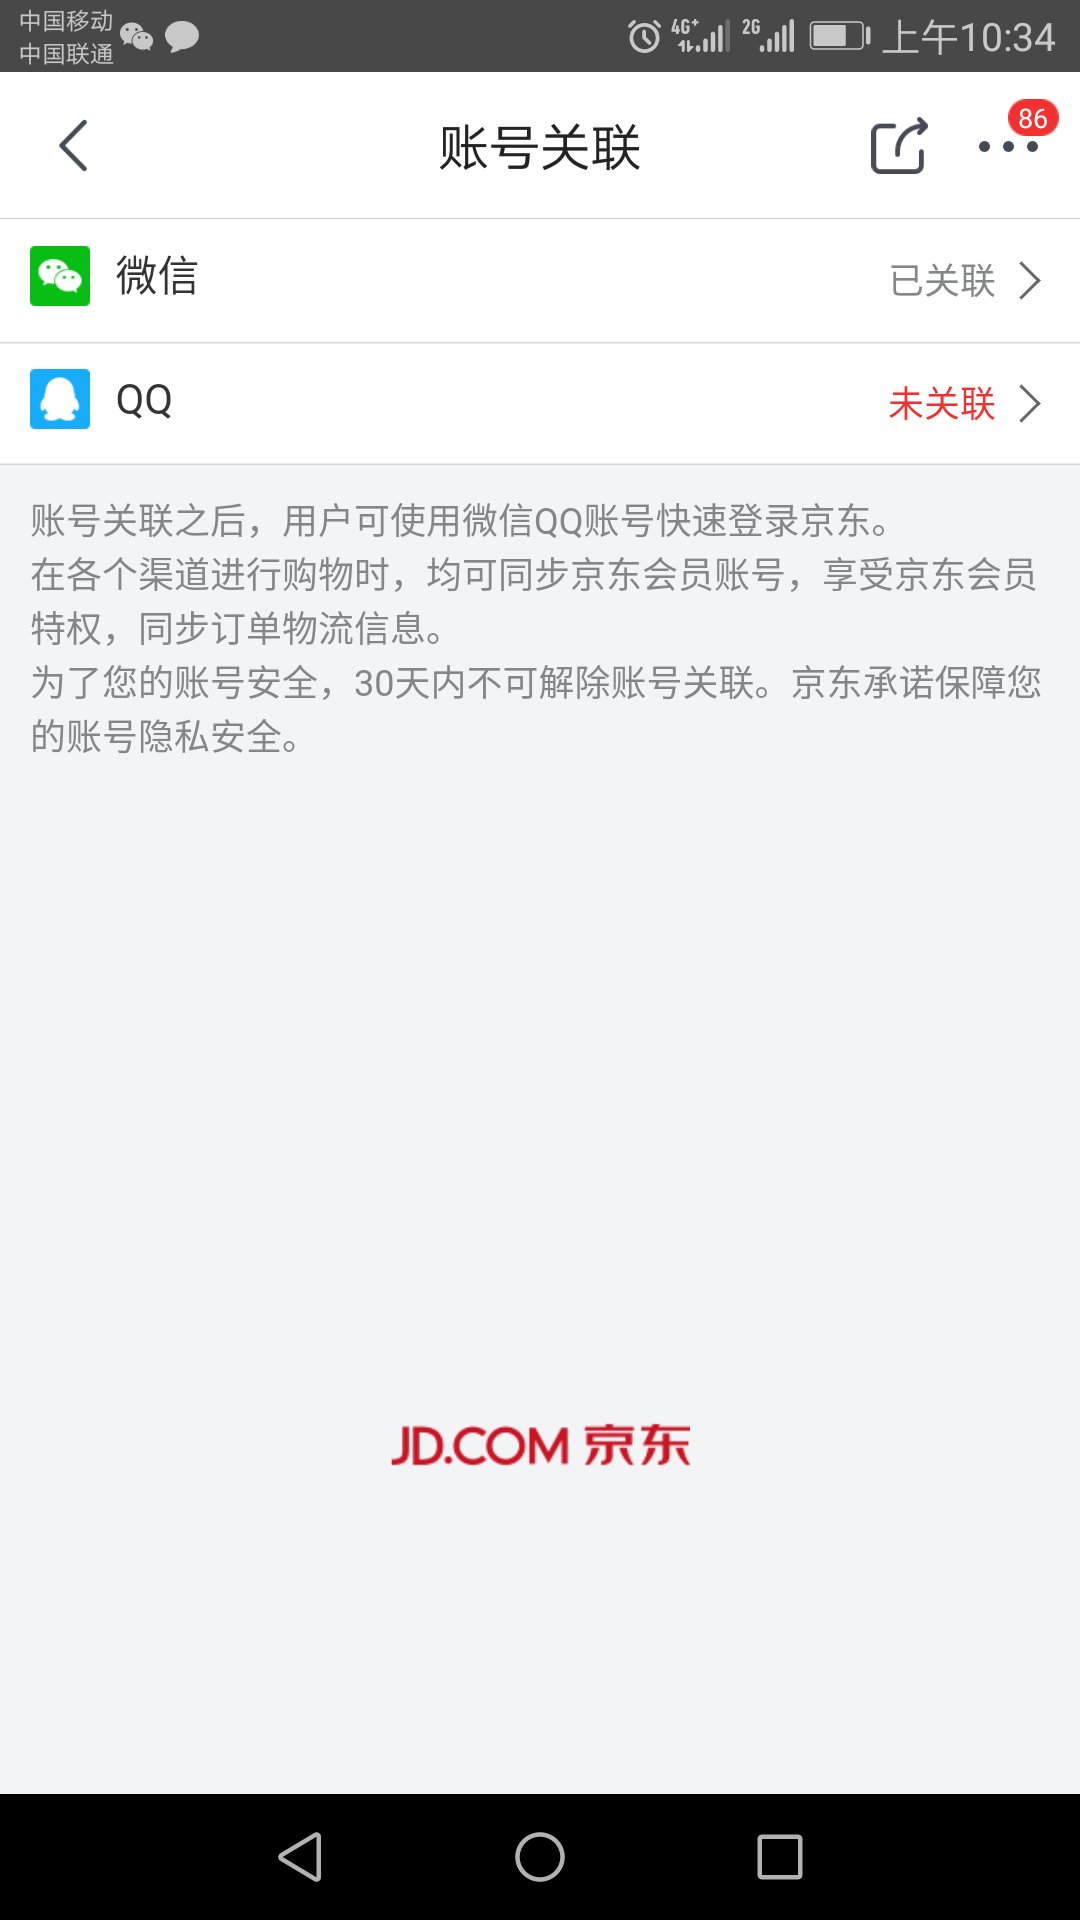 中国移动
中国联通
4G+
2G
上午10:34
账号关联
86
微信
已关联
QQ
未关联
账号关联之后，用户可使用微信QQ账号快速登录京东。
在各个渠道进行购物时，均可同步京东会员账号，享受京东会员
特权，同步订单物流信息。
为了您的账号安全，30天内不可解除账号关联。京东承诺保障您
的账号隐私安全。
JD.COM 京东